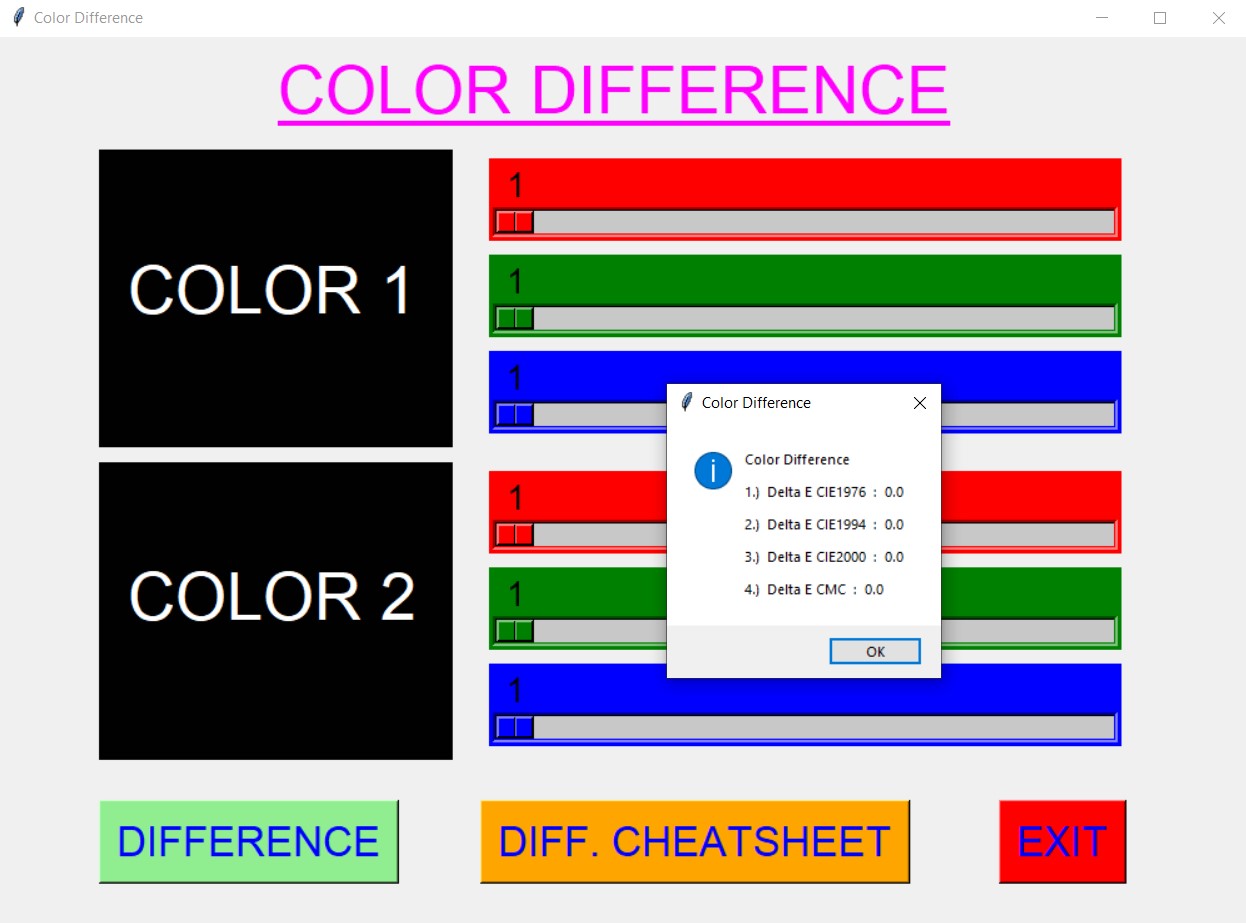 Color Difference
COLOR DIFFERENCE
COLOR 1
1
1
1
COLOR 2
1
1
1
Color Difference
Color Difference
1.) Delta E CIE1976 : 0.0
2.) Delta E CIE1994 : 0.0
3.) Delta E CIE2000 : 0.0
4.) Delta E CMC : 0.0
OK
DIFFERENCE
DIFF. CHEATSHEET
EXIT